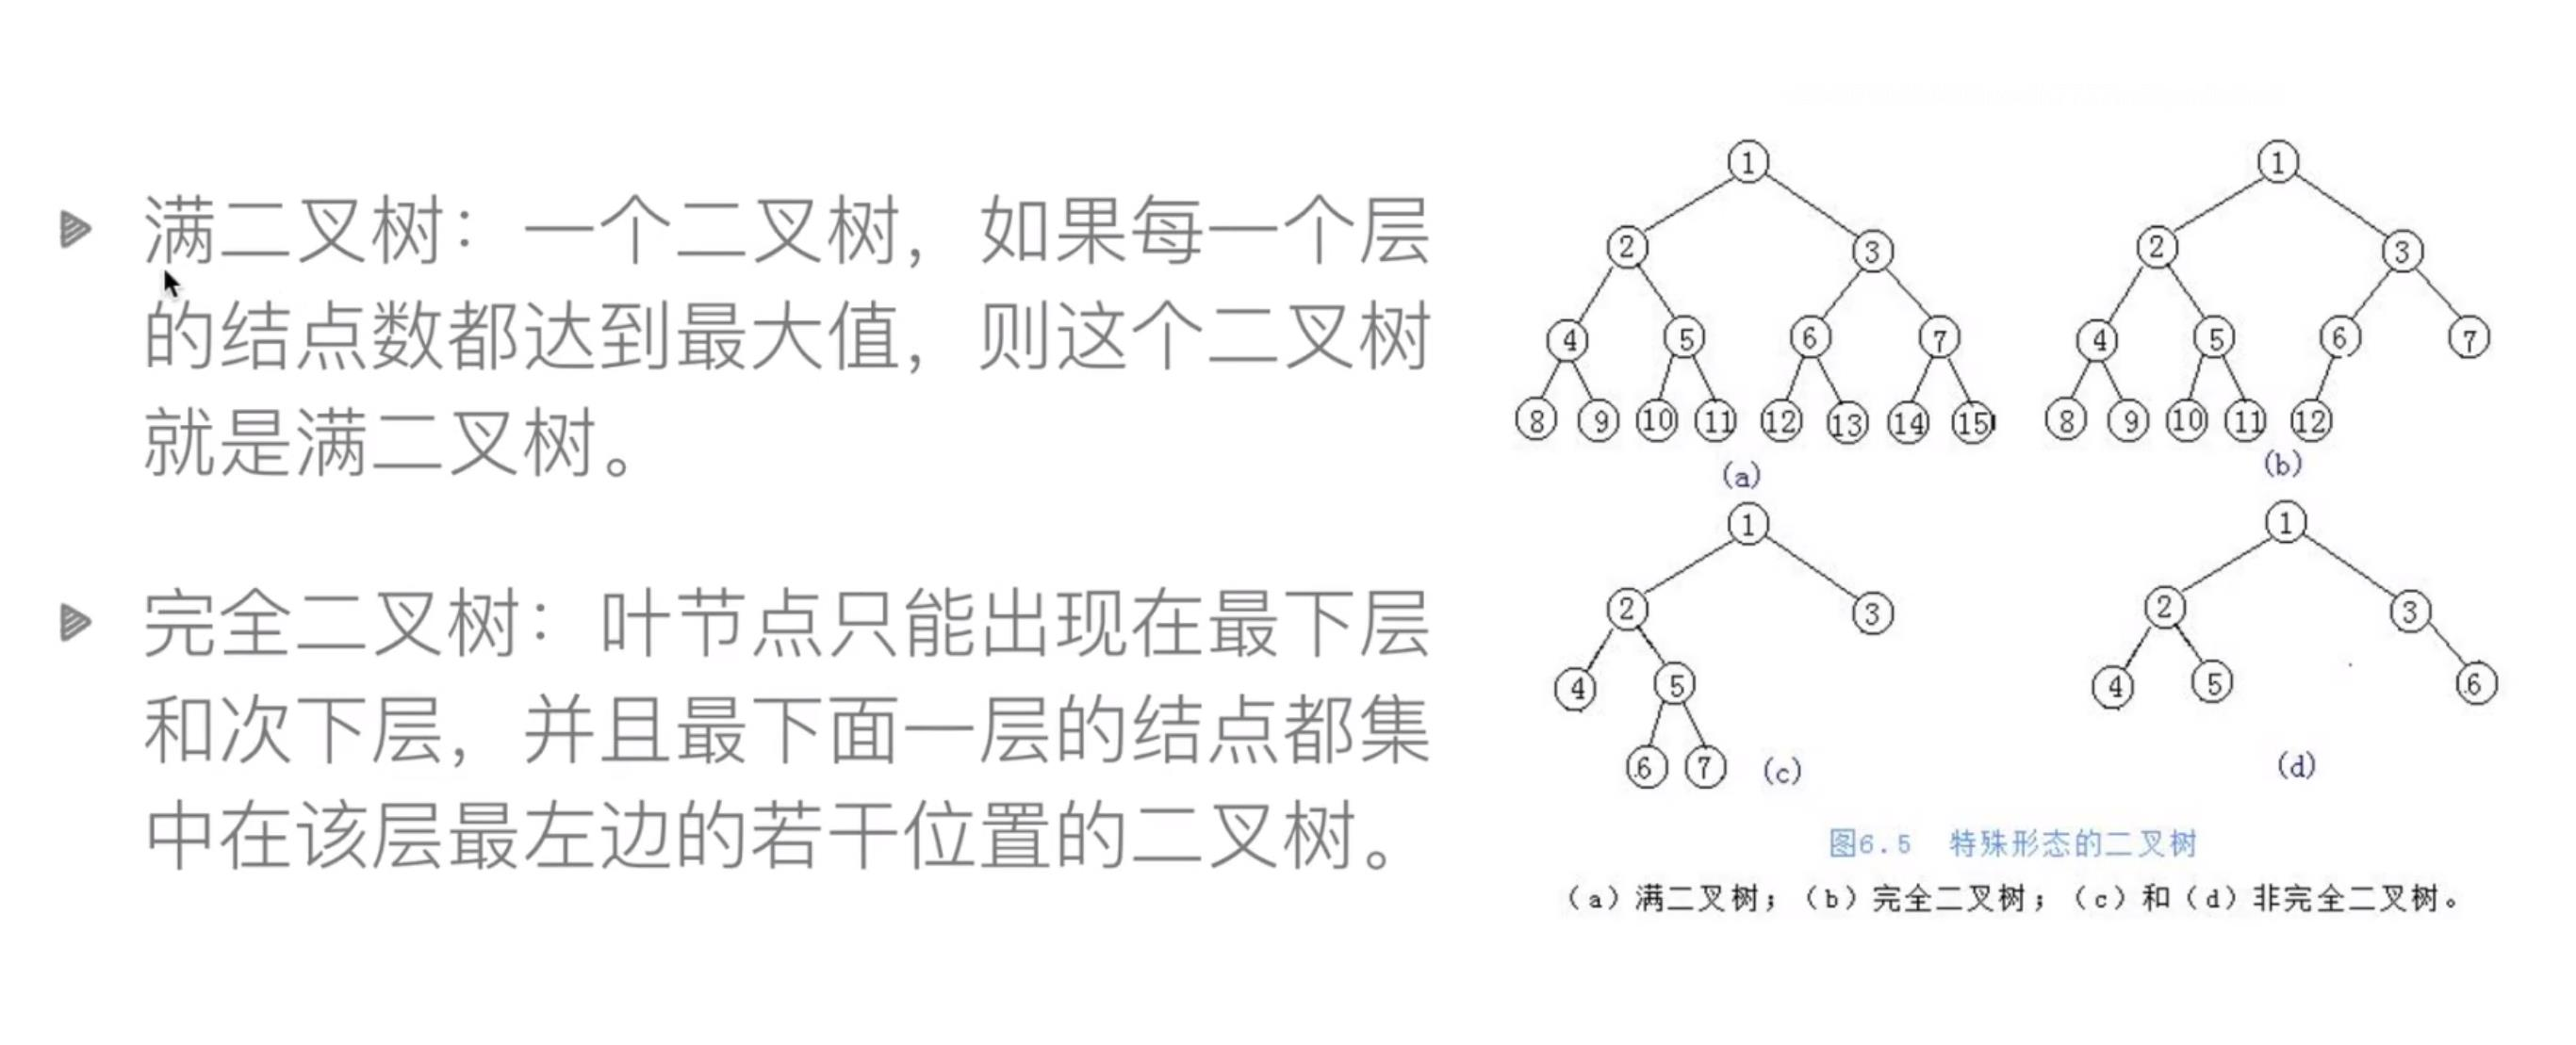 满二叉树：一个二叉树，如果每一个层
的结点数都达到最大值，则这个二叉树
就是满二叉树。
完全二叉树：叶节点只能出现在最下层
和次下层，并且最下面一层的结点都集
中在该层最左边的若干位置的二叉树。
1
2 3
4 5 6 7
8 9 10 11 12 13 14 15
(a)
1
2 3
4 5 6 7
8 9 10 11 12
(b)
1
2 3
4 5
6 7
(c)
1
2 3
4 5 6
(d)
图6.5 特殊形态的二叉树
(a)满二叉树；(b)完全二叉树；(c)和(d)非完全二叉树。